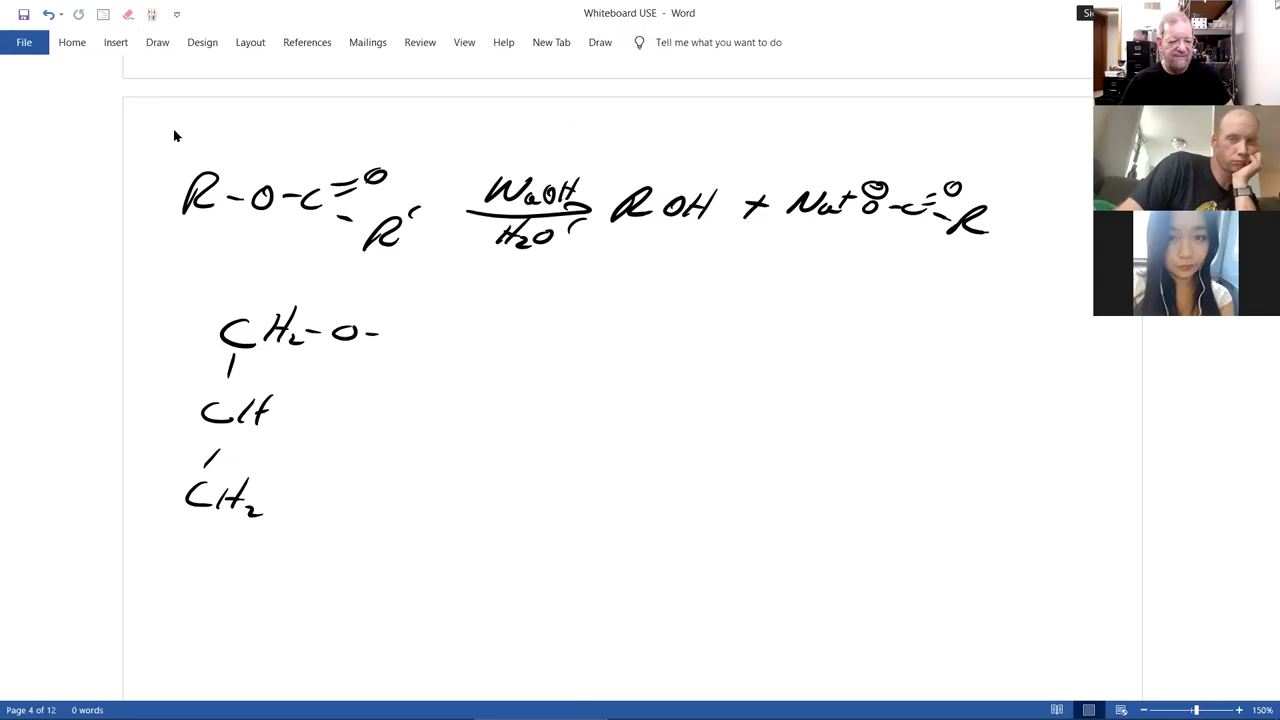 Whiteboard USE - Word
File Home Insert Draw Design Layout References Mailings Review View Help New Tab Draw Tell me what you want to do
R-O-C=O -R' NaOH H2O ROH + Na+ ⊖O-C=O -R
CH2-O-
CH
CH2
Page 4 of 12 0 words 150%